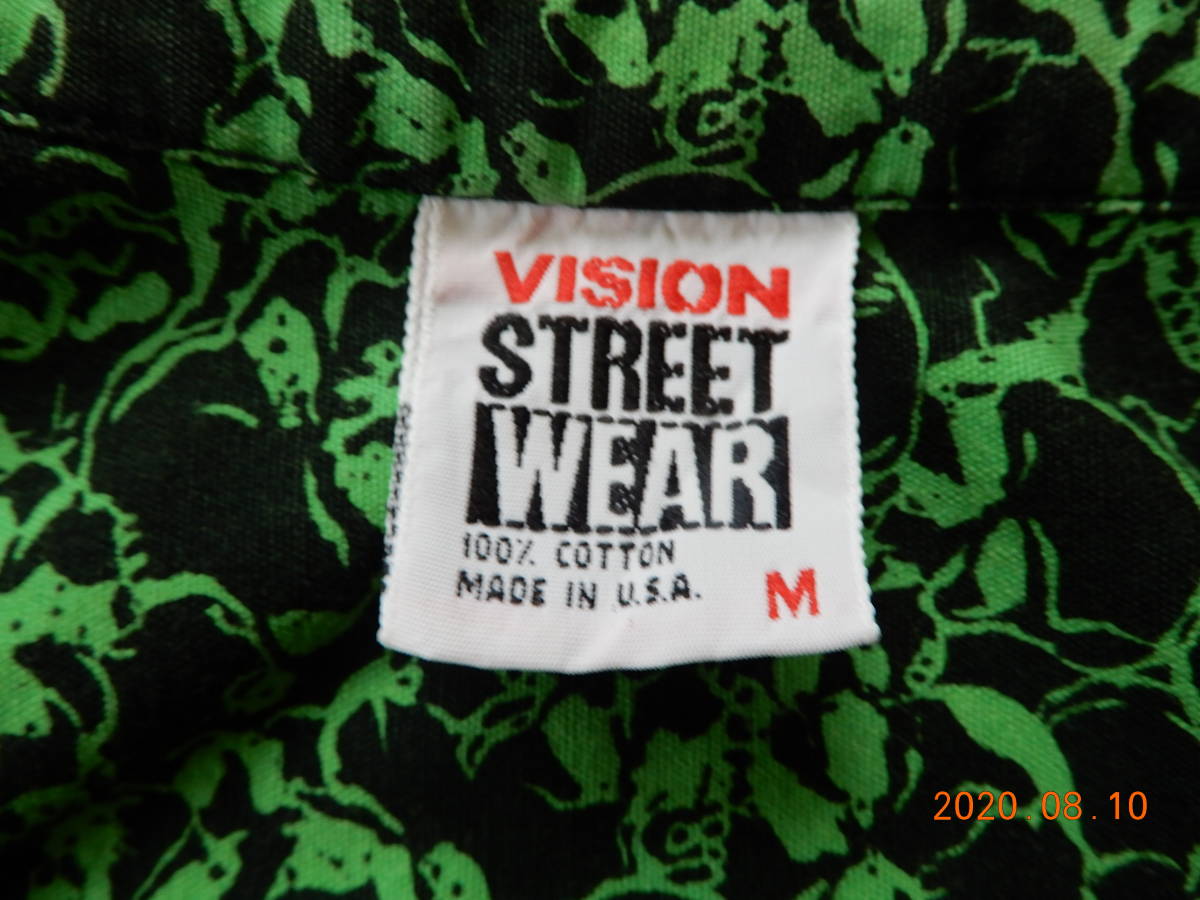 VISION
STREET
WEAR
100% COTTON
MADE IN U.S.A.
M
2020.08.10